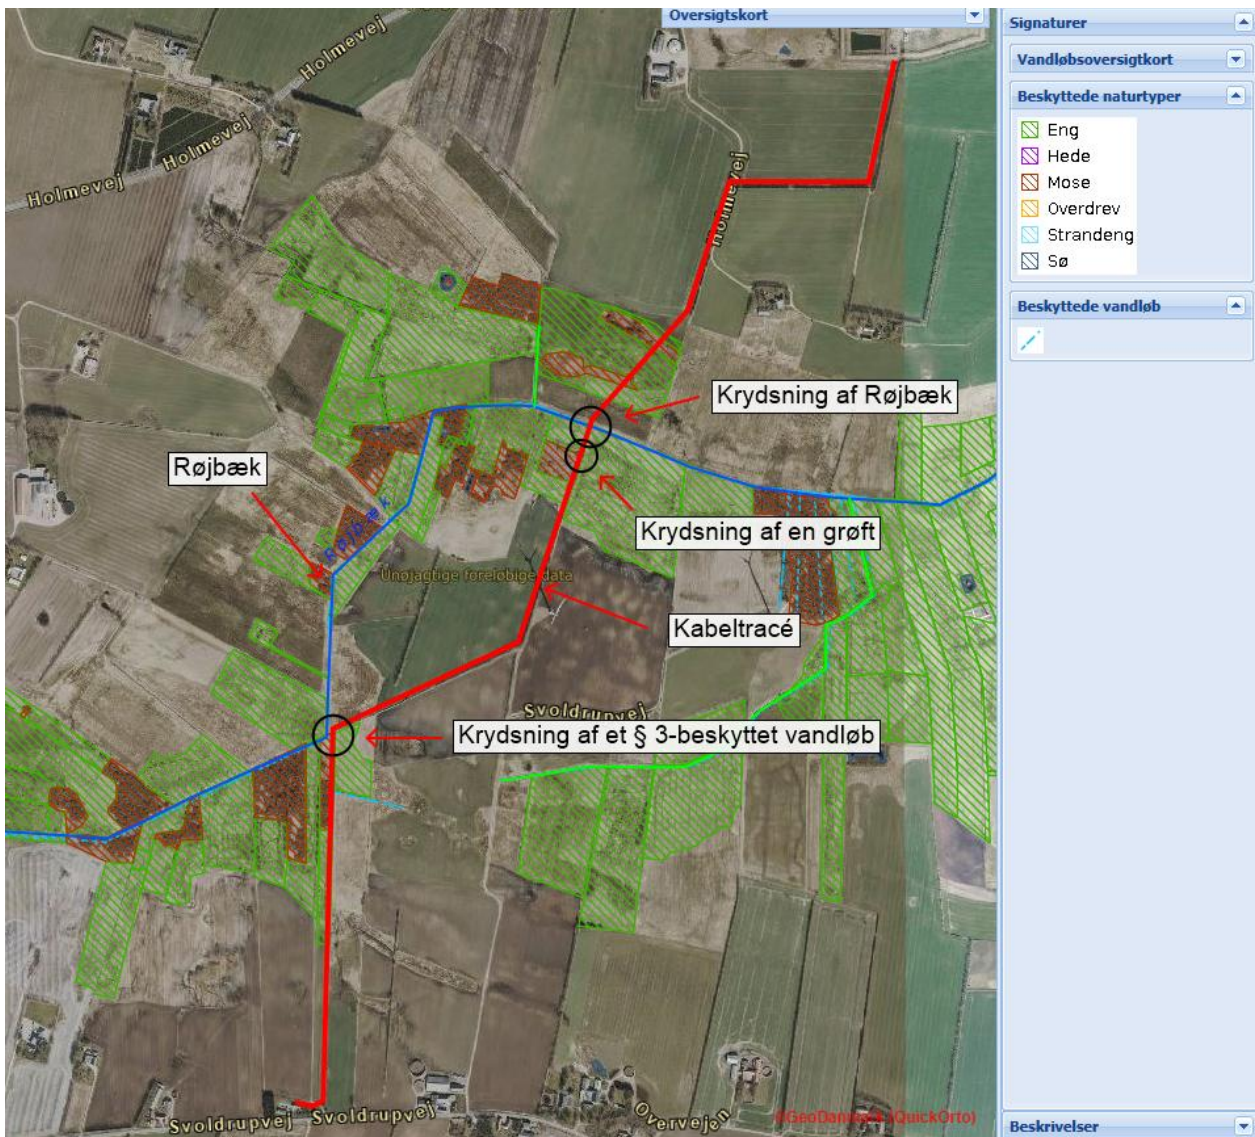 Oversigtskort
Signaturer
Vandløbsoversigtkort
Beskyttede naturtyper
Eng
Hede
Mose
Overdrev
Strandeng
Sø
Beskyttede vandløb
Holmevej
Holmevej
Holmevej
Holmevej
Krydsning af Røjbæk
Røjbæk
Røjbæk
Krydsning af en grøft
Unøjagtige foreløbige data
Kabeltracé
Svoldrupvej
Krydsning af et § 3-beskyttet vandløb
Svoldrupvej
Svoldrupvej
Overvejen
©GeoDanmark (QuickOrto)
Beskrivelser